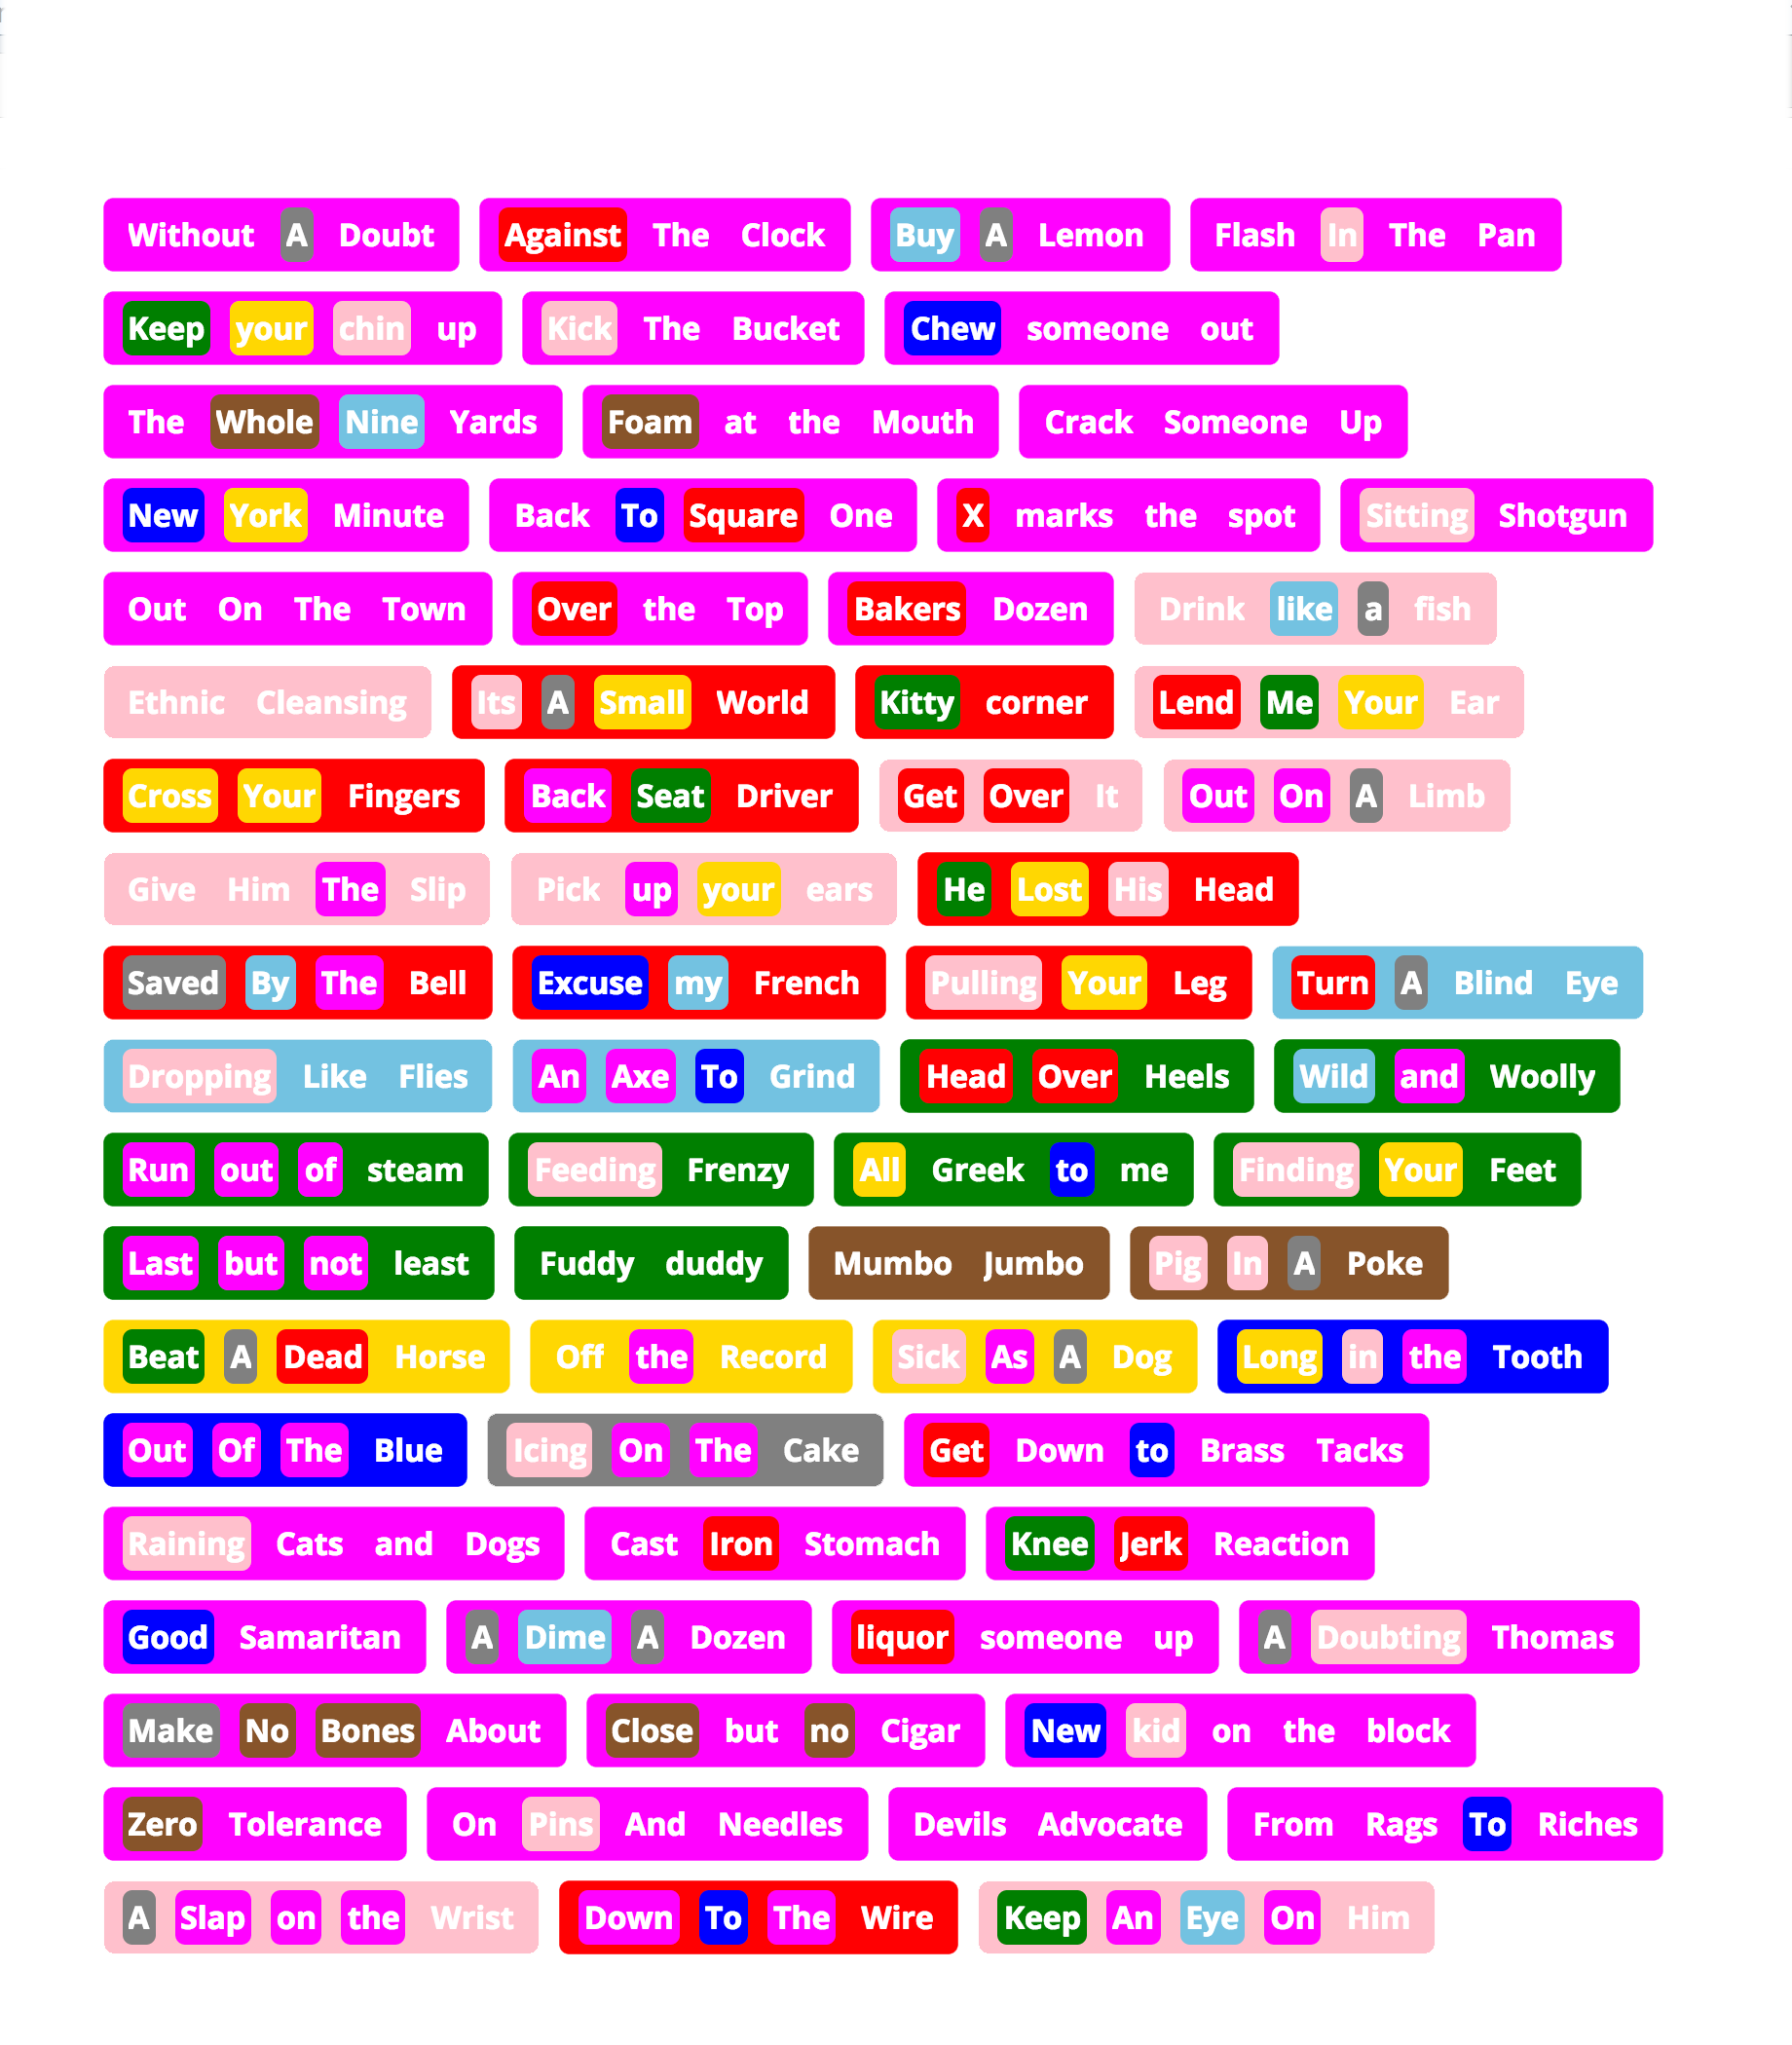 Without A Doubt Against The Clock Buy A Lemon Flash In The Pan
Keep your chin up Kick The Bucket Chew someone out
The Whole Nine Yards Foam at the Mouth Crack Someone Up
New York Minute Back To Square One X marks the spot Sitting Shotgun
Out On The Town Over the Top Bakers Dozen Drink like a fish
Ethnic Cleansing Its A Small World Kitty corner Lend Me Your Ear
Cross Your Fingers Back Seat Driver Get Over It Out On A Limb
Give Him The Slip Pick up your ears He Lost His Head
Saved By The Bell Excuse my French Pulling Your Leg Turn A Blind Eye
Dropping Like Flies An Axe To Grind Head Over Heels Wild and Woolly
Run out of steam Feeding Frenzy All Greek to me Finding Your Feet
Last but not least Fuddy duddy Mumbo Jumbo Pig In A Poke
Beat A Dead Horse Off the Record Sick As A Dog Long in the Tooth
Out Of The Blue Icing On The Cake Get Down to Brass Tacks
Raining Cats and Dogs Cast Iron Stomach Knee Jerk Reaction
Good Samaritan A Dime A Dozen liquor someone up A Doubting Thomas
Make No Bones About Close but no Cigar New kid on the block
Zero Tolerance On Pins And Needles Devils Advocate From Rags To Riches
A Slap on the Wrist Down To The Wire Keep An Eye On Him